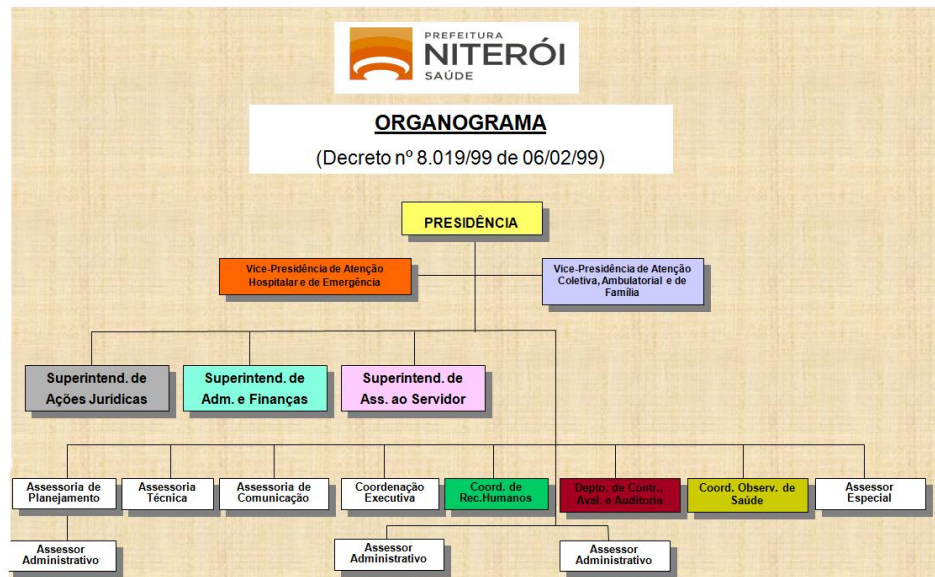 PREFEITURA
NITERÓI
SAÚDE
ORGANOGRAMA
(Decreto nº 8.019/99 de 06/02/99)
PRESIDÊNCIA
Vice-Presidência de Atenção
Hospitalar e de Emergência
Vice-Presidência de Atenção
Coletiva, Ambulatorial e de
Família
Superintend. de
Ações Jurídicas
Superintend. de
Adm. e Finanças
Superintend. de
Ass. ao Servidor
Assessoria de
Planejamento
Assessoria
Técnica
Assessoria de
Comunicação
Coordenação
Executiva
Coord. de
Rec.Humanos
Depto. de Contr.,
Aval. e Auditoria
Coord. Observ. de
Saúde
Assessor
Especial
Assessor
Administrativo
Assessor
Administrativo
Assessor
Administrativo